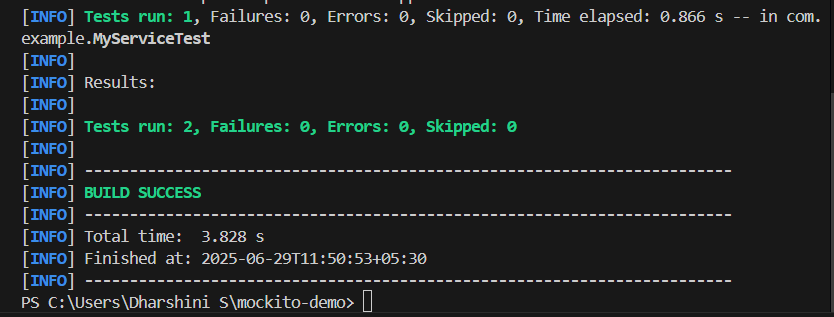 [INFO] Tests run: 1, Failures: 0, Errors: 0, Skipped: 0, Time elapsed: 0.866 s -- in com.
example.MyServiceTest
[INFO]
[INFO] Results:
[INFO]
[INFO] Tests run: 2, Failures: 0, Errors: 0, Skipped: 0
[INFO]
[INFO] ------------------------------------------------------------------------
[INFO] BUILD SUCCESS
[INFO] ------------------------------------------------------------------------
[INFO] Total time:  3.828 s
[INFO] Finished at: 2025-06-29T11:50:53+05:30
[INFO] ------------------------------------------------------------------------
PS C:\Users\Dharshini S\mockito-demo>